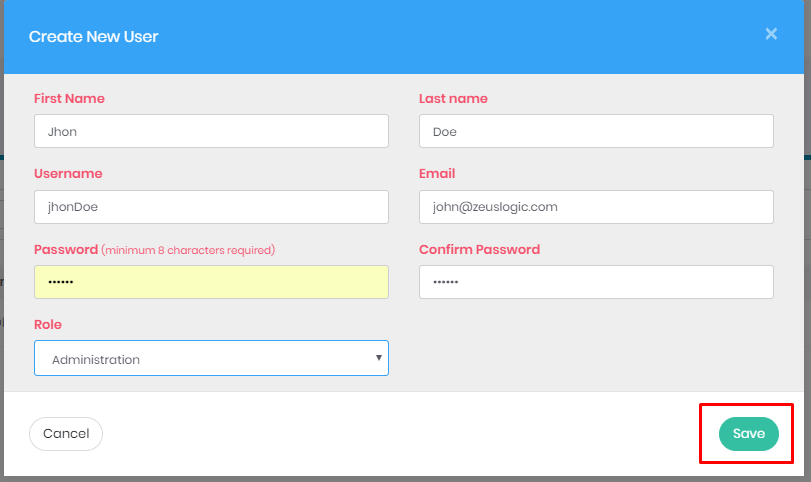 Create New User ×
First Name Last name
Jhon Doe
Username Email
jhonDoe john@zeuslogic.com
Password (minimum 8 characters required) Confirm Password
•••••• ••••••
Role
Administration
Cancel Save